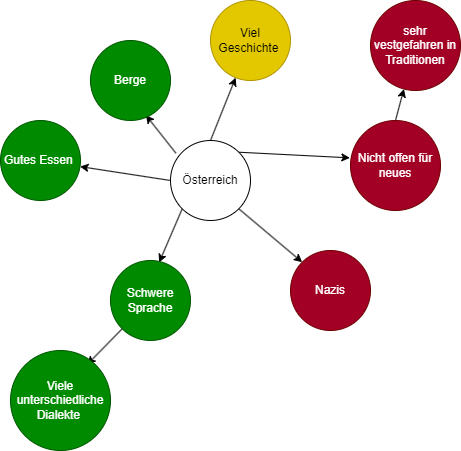 Viel
Geschichte
sehr
vestgefahren in
Traditionen
Berge
Gutes Essen
Österreich
Nicht offen für
neues
Schwere
Sprache
Nazis
Viele
unterschiedliche
Dialekte